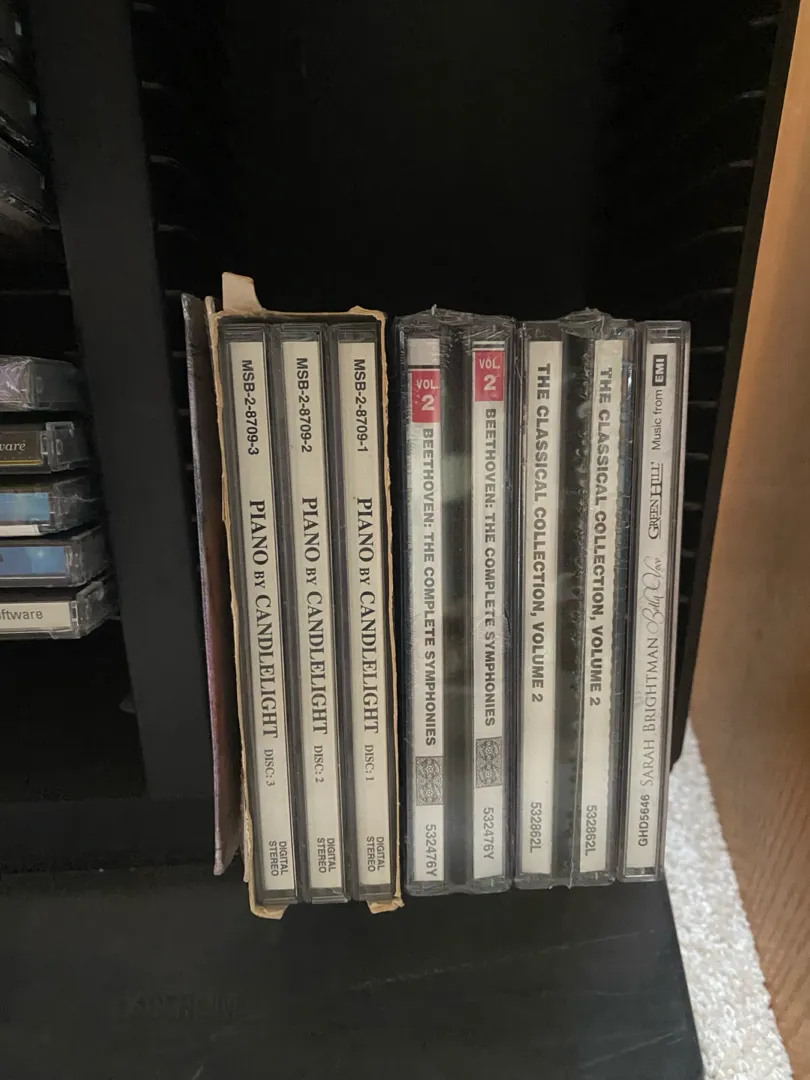 MSB-2-8709-3 PIANO BY CANDLELIGHT DISC: 3 DIGITAL STEREO
MSB-2-8709-2 PIANO BY CANDLELIGHT DISC: 2 DIGITAL STEREO
MSB-2-8709-1 PIANO BY CANDLELIGHT DISC: 1 DIGITAL STEREO
VOL. 2 BEETHOVEN: THE COMPLETE SYMPHONIES 532476Y
VOL. 2 BEETHOVEN: THE COMPLETE SYMPHONIES 532476Y
THE CLASSICAL COLLECTION, VOLUME 2 532862L
THE CLASSICAL COLLECTION, VOLUME 2 532862L
GHD5646 SARAH BRIGHTMAN GREEN HILL Music from EMI
ware
ftware